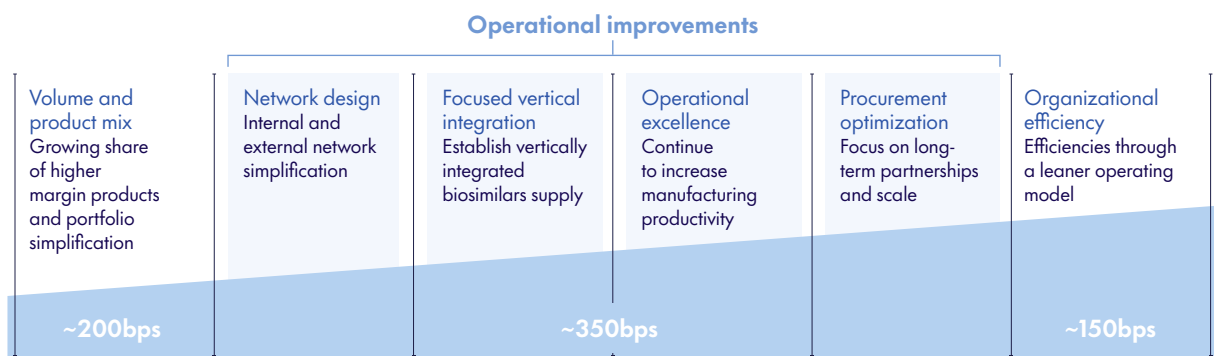 Operational improvements
Volume and
product mix
Growing share
of higher
margin products
and portfolio
simplification
Network design
Internal and
external network
simplification
Focused vertical
integration
Establish vertically
integrated
biosimilars supply
Operational
excellence
Continue
to increase
manufacturing
productivity
Procurement
optimization
Focus on long-
term partnerships
and scale
Organizational
efficiency
Efficiencies through
a leaner operating
model
~200bps
~350bps
~150bps